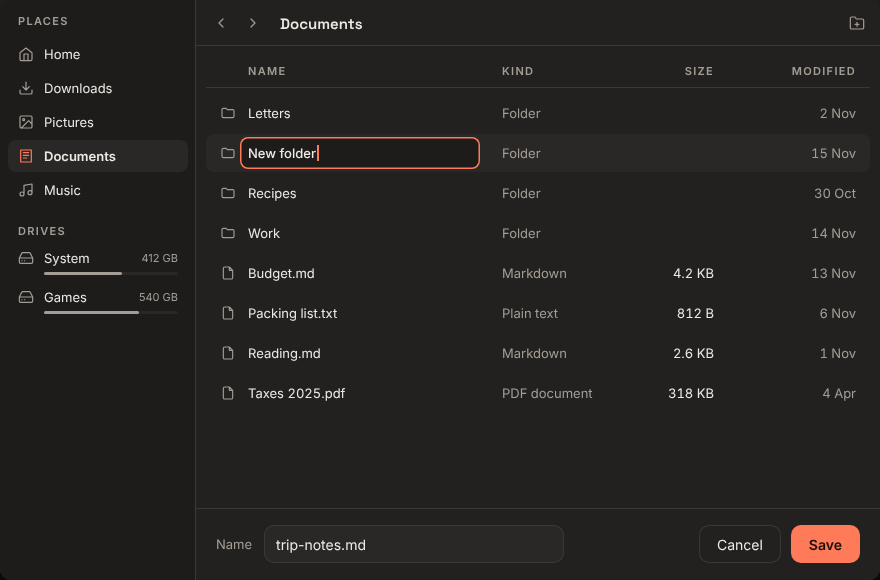 PLACES
Home
Downloads
Pictures
Documents
Music
DRIVES
System 412 GB
Games 540 GB
Documents
NAME KIND SIZE MODIFIED
Letters Folder 2 Nov
New folder Folder 15 Nov
Recipes Folder 30 Oct
Work Folder 14 Nov
Budget.md Markdown 4.2 KB 13 Nov
Packing list.txt Plain text 812 B 6 Nov
Reading.md Markdown 2.6 KB 1 Nov
Taxes 2025.pdf PDF document 318 KB 4 Apr
Name trip-notes.md Cancel Save